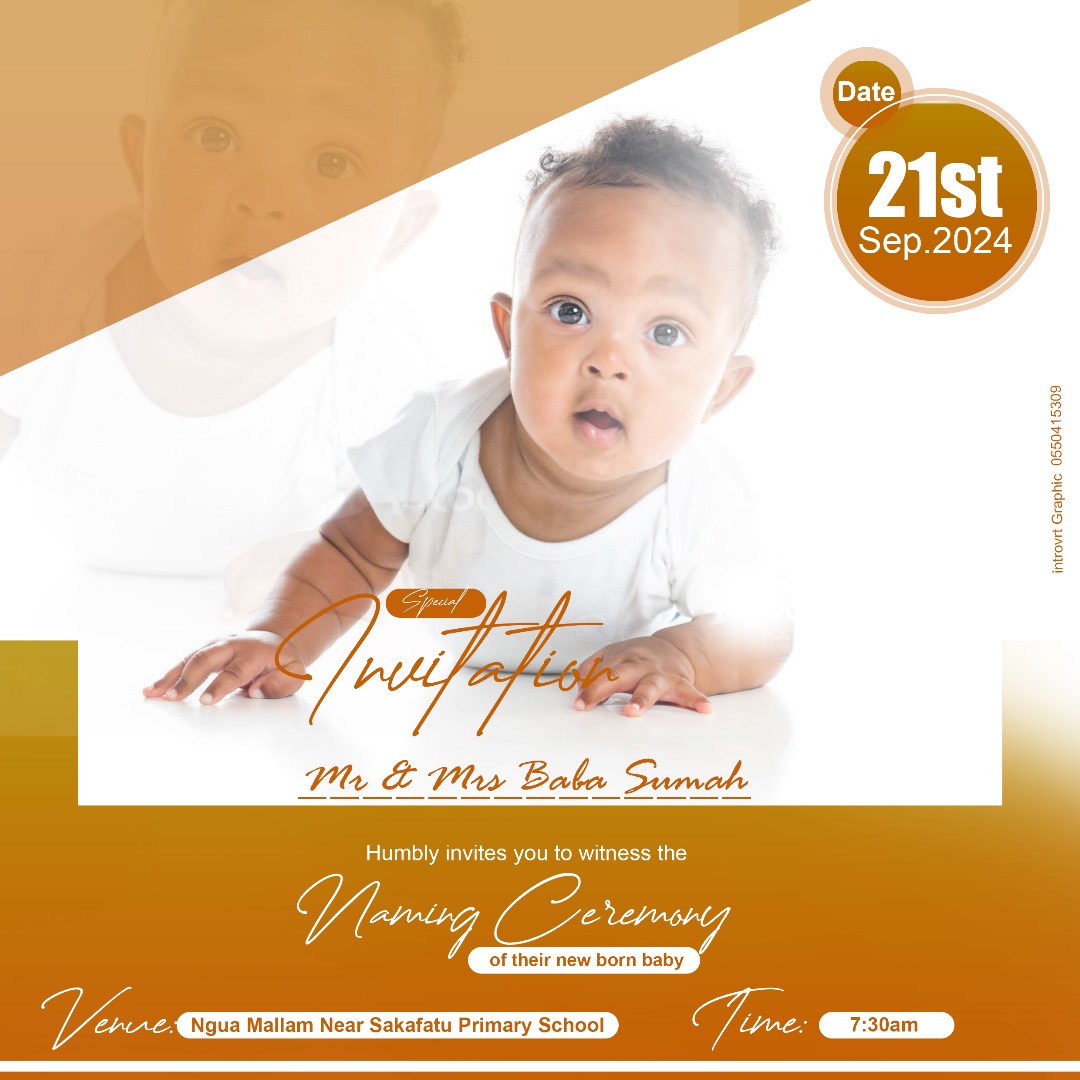 Date
21st
Sep.2024
introvrt Graphic 0550415309
Special
Invitation
Mr & Mrs Baba Sumah
Humbly invites you to witness the
Naming Ceremony
of their new born baby
Venue: Ngua Mallam Near Sakafatu Primary School
Time: 7:30am